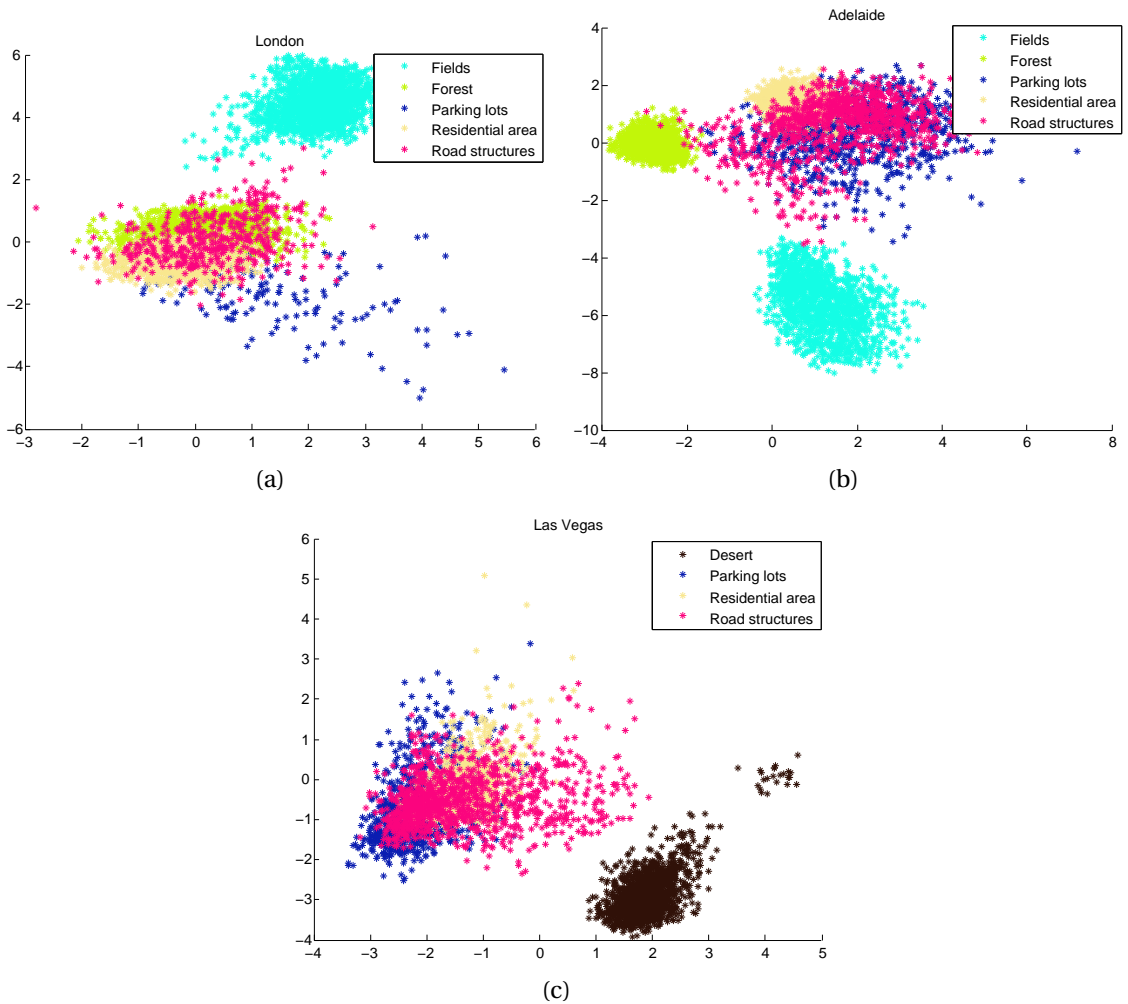 London
Fields
Forest
Parking lots
Residential area
Road structures
6
4
2
0
−2
−4
−6
−3 −2 −1 0 1 2 3 4 5 6
(a)
Adelaide
Fields
Forest
Parking lots
Residential area
Road structures
4
2
0
−2
−4
−6
−8
−10
−4 −2 0 2 4 6 8
(b)
Las Vegas
Desert
Parking lots
Residential area
Road structures
6
5
4
3
2
1
0
−1
−2
−3
−4
−4 −3 −2 −1 0 1 2 3 4 5
(c)